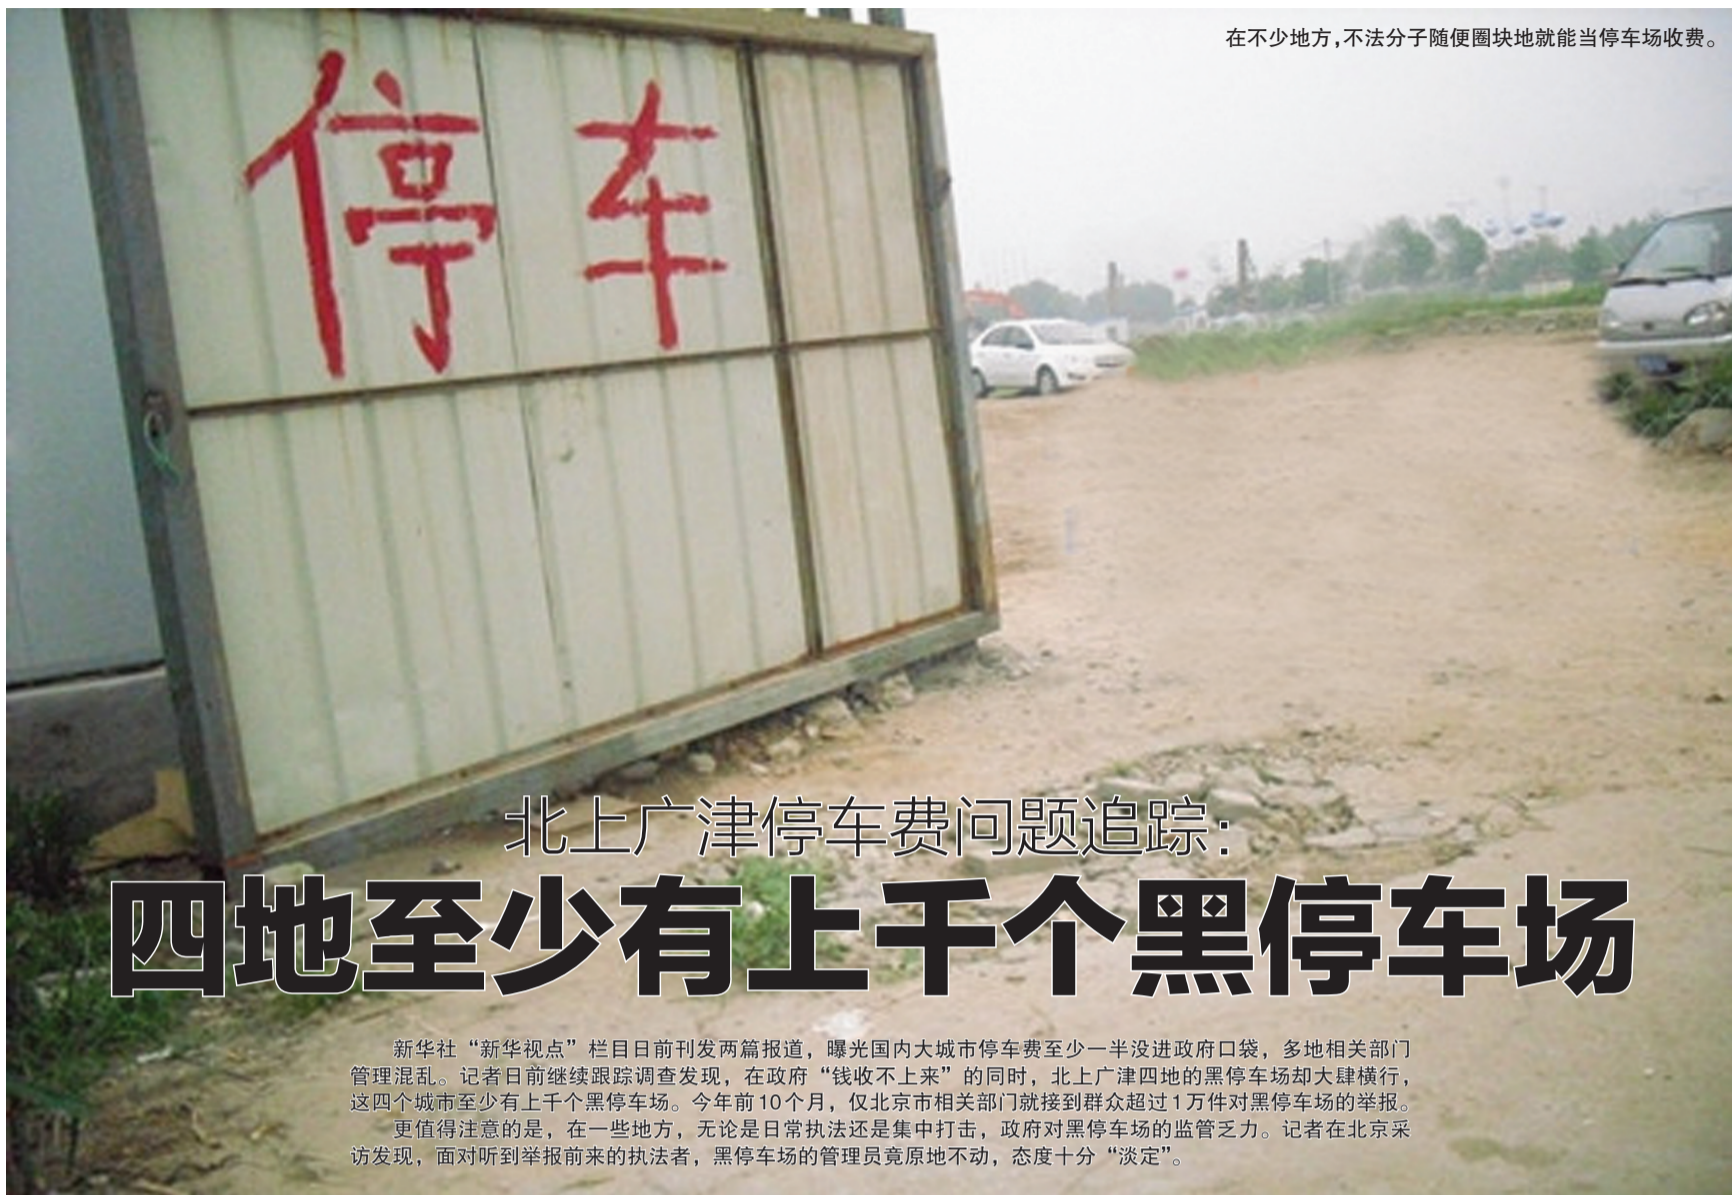 在不少地方,不法分子随便圈块地就能当停车场收费。
停车
北上广津停车费问题追踪:
四地至少有上千个黑停车场
新华社“新华视点”栏目日前刊发两篇报道，曝光国内大城市停车费至少一半没进政府口袋，多地相关部门
管理混乱。记者日前继续跟踪调查发现，在政府“钱收不上来”的同时，北上广津四地的黑停车场却大肆横行，
这四个城市至少有上千个黑停车场。今年前10个月，仅北京市相关部门就接到群众超过1万件对黑停车场的举报。
更值得注意的是，在一些地方，无论是日常执法还是集中打击，政府对黑停车场的监管乏力。记者在北京采
访发现，面对听到举报前来的执法者，黑停车场的管理员竟原地不动，态度十分“淡定”。